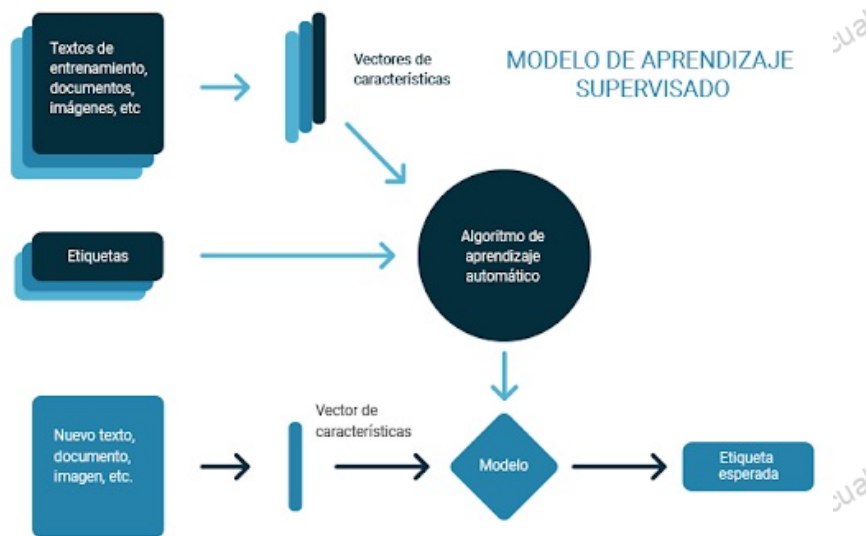 Textos de
entrenamiento,
documentos,
imágenes, etc
Vectores de
características
MODELO DE APRENDIZAJE
SUPERVISADO
Etiquetas
Algoritmo de
aprendizaje
automático
Nuevo texto,
documento,
imagen, etc.
Vector de
características
Modelo
Etiqueta
esperada